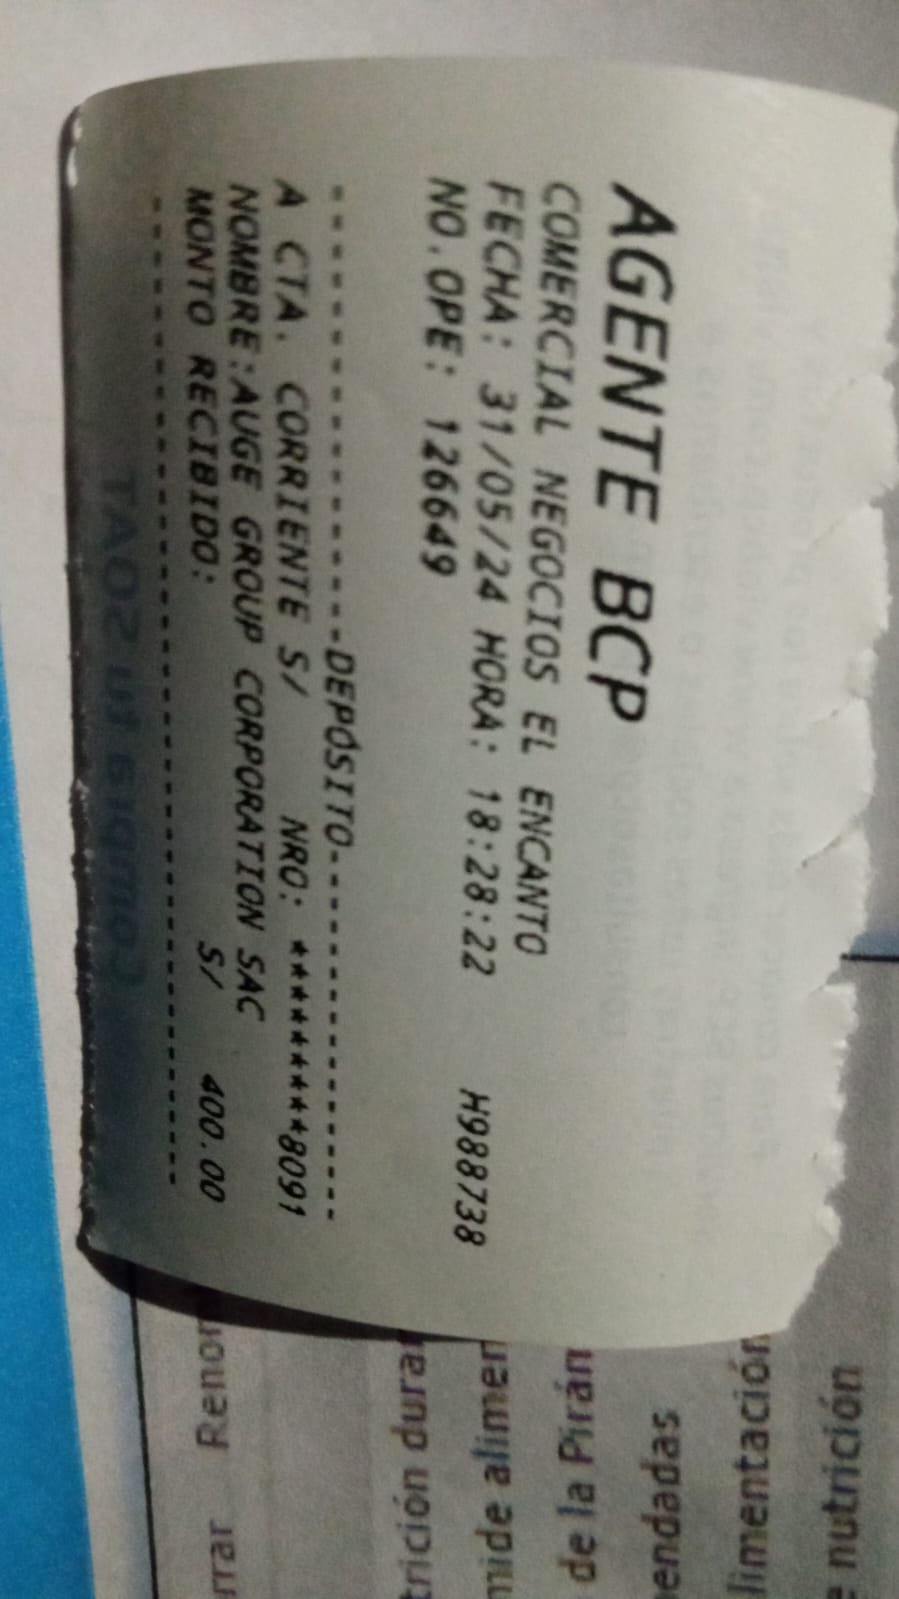 AGENTE BCP
COMERCIAL NEGOCIOS EL ENCANTO
FECHA: 31/05/24 HORA: 18:28:22 H988738
NO.OPE: 126649
------------------DEPÓSITO------------------
A CTA. CORRIENTE S/ NRO: *********8091
NOMBRE:AUGE GROUP CORPORATION SAC
MONTO RECIBIDO: S/ 400.00
--------------------------------------------
e nutrición
limentación
endadas
de la Pirán
mide alimen
trición dura
rrar Renor